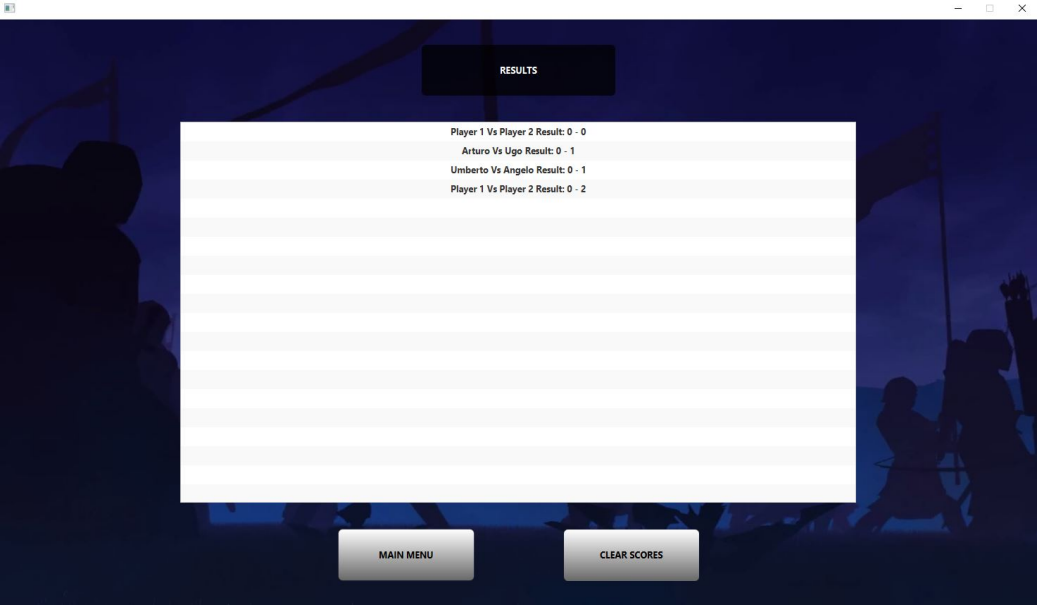 RESULTS
Player 1 Vs Player 2 Result: 0 - 0
Arturo Vs Ugo Result: 0 - 1
Umberto Vs Angelo Result: 0 - 1
Player 1 Vs Player 2 Result: 0 - 2
MAIN MENU
CLEAR SCORES